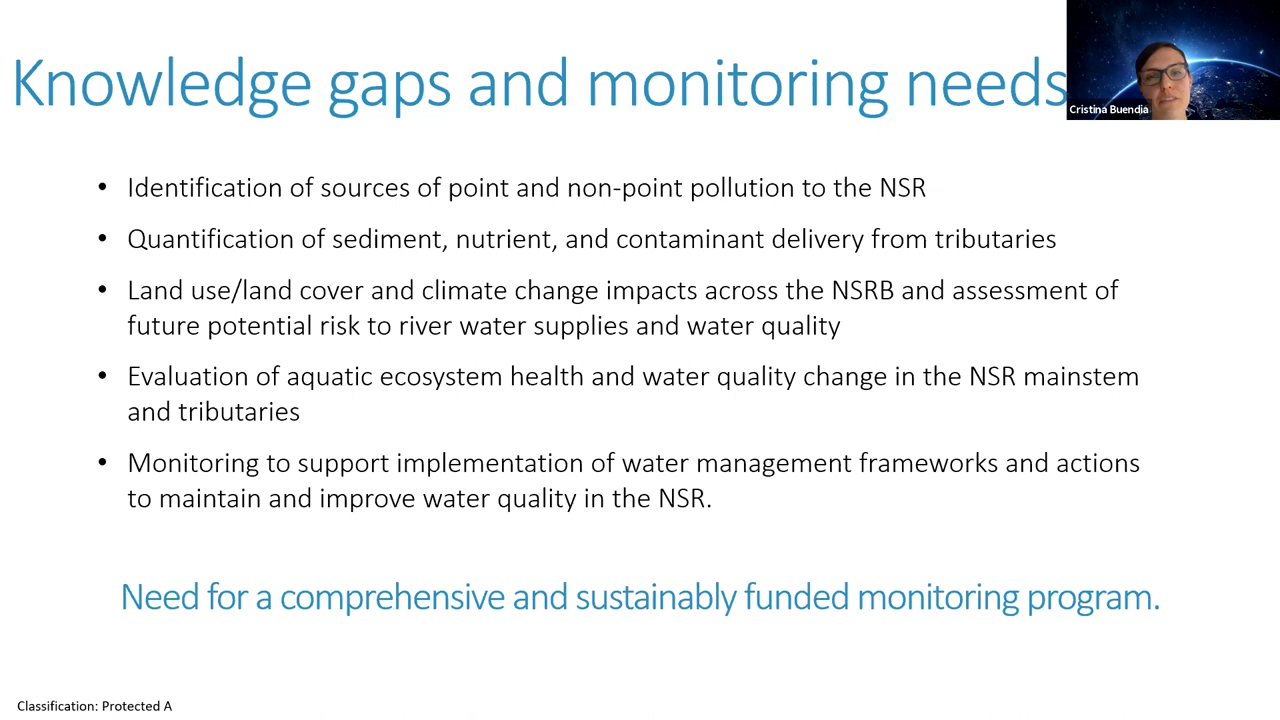 Knowledge gaps and monitoring needs
Cristina Buendia
• Identification of sources of point and non-point pollution to the NSR
• Quantification of sediment, nutrient, and contaminant delivery from tributaries
• Land use/land cover and climate change impacts across the NSRB and assessment of
future potential risk to river water supplies and water quality
• Evaluation of aquatic ecosystem health and water quality change in the NSR mainstem
and tributaries
• Monitoring to support implementation of water management frameworks and actions
to maintain and improve water quality in the NSR.
Need for a comprehensive and sustainably funded monitoring program.
Classification: Protected A